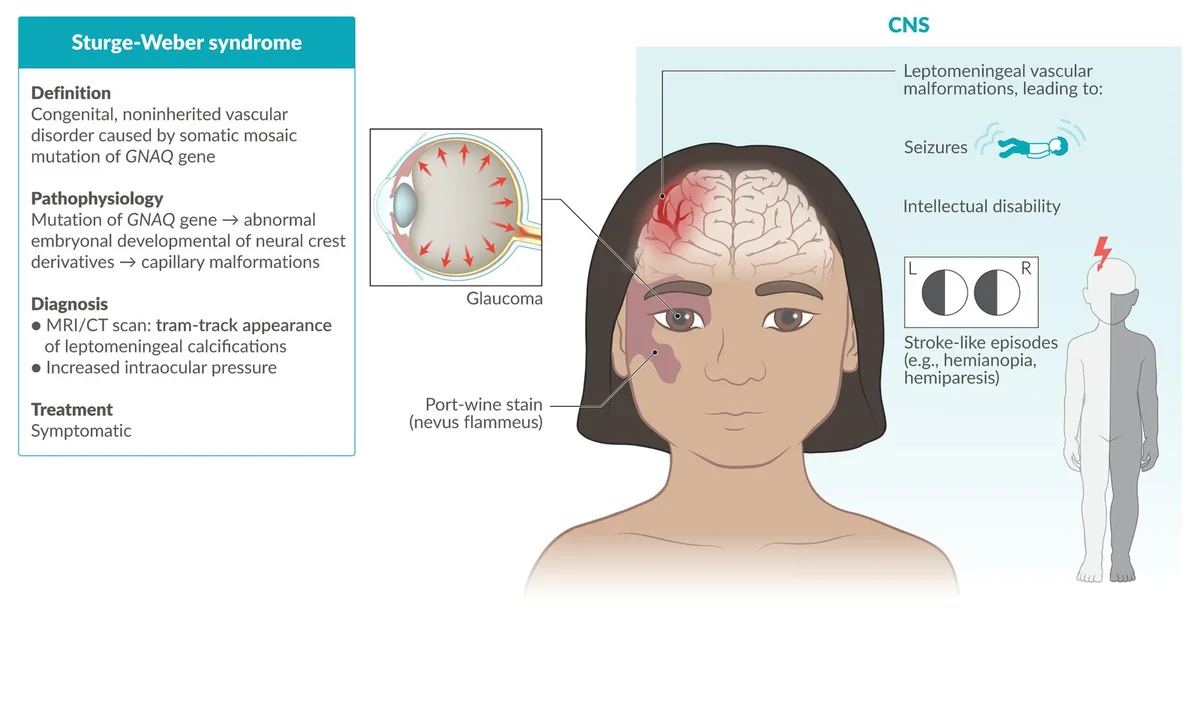 Sturge-Weber syndrome
Definition
Congenital, noninherited vascular
disorder caused by somatic mosaic
mutation of GNAQ gene
Pathophysiology
Mutation of GNAQ gene → abnormal
embryonal developmental of neural crest
derivatives → capillary malformations
Diagnosis
● MRI/CT scan: tram-track appearance
of leptomeningeal calcifications
● Increased intraocular pressure
Treatment
Symptomatic
Glaucoma
Port-wine stain
(nevus flammeus)
CNS
Leptomeningeal vascular
malformations, leading to:
Seizures
Intellectual disability
L R
Stroke-like episodes
(e.g., hemianopia,
hemiparesis)